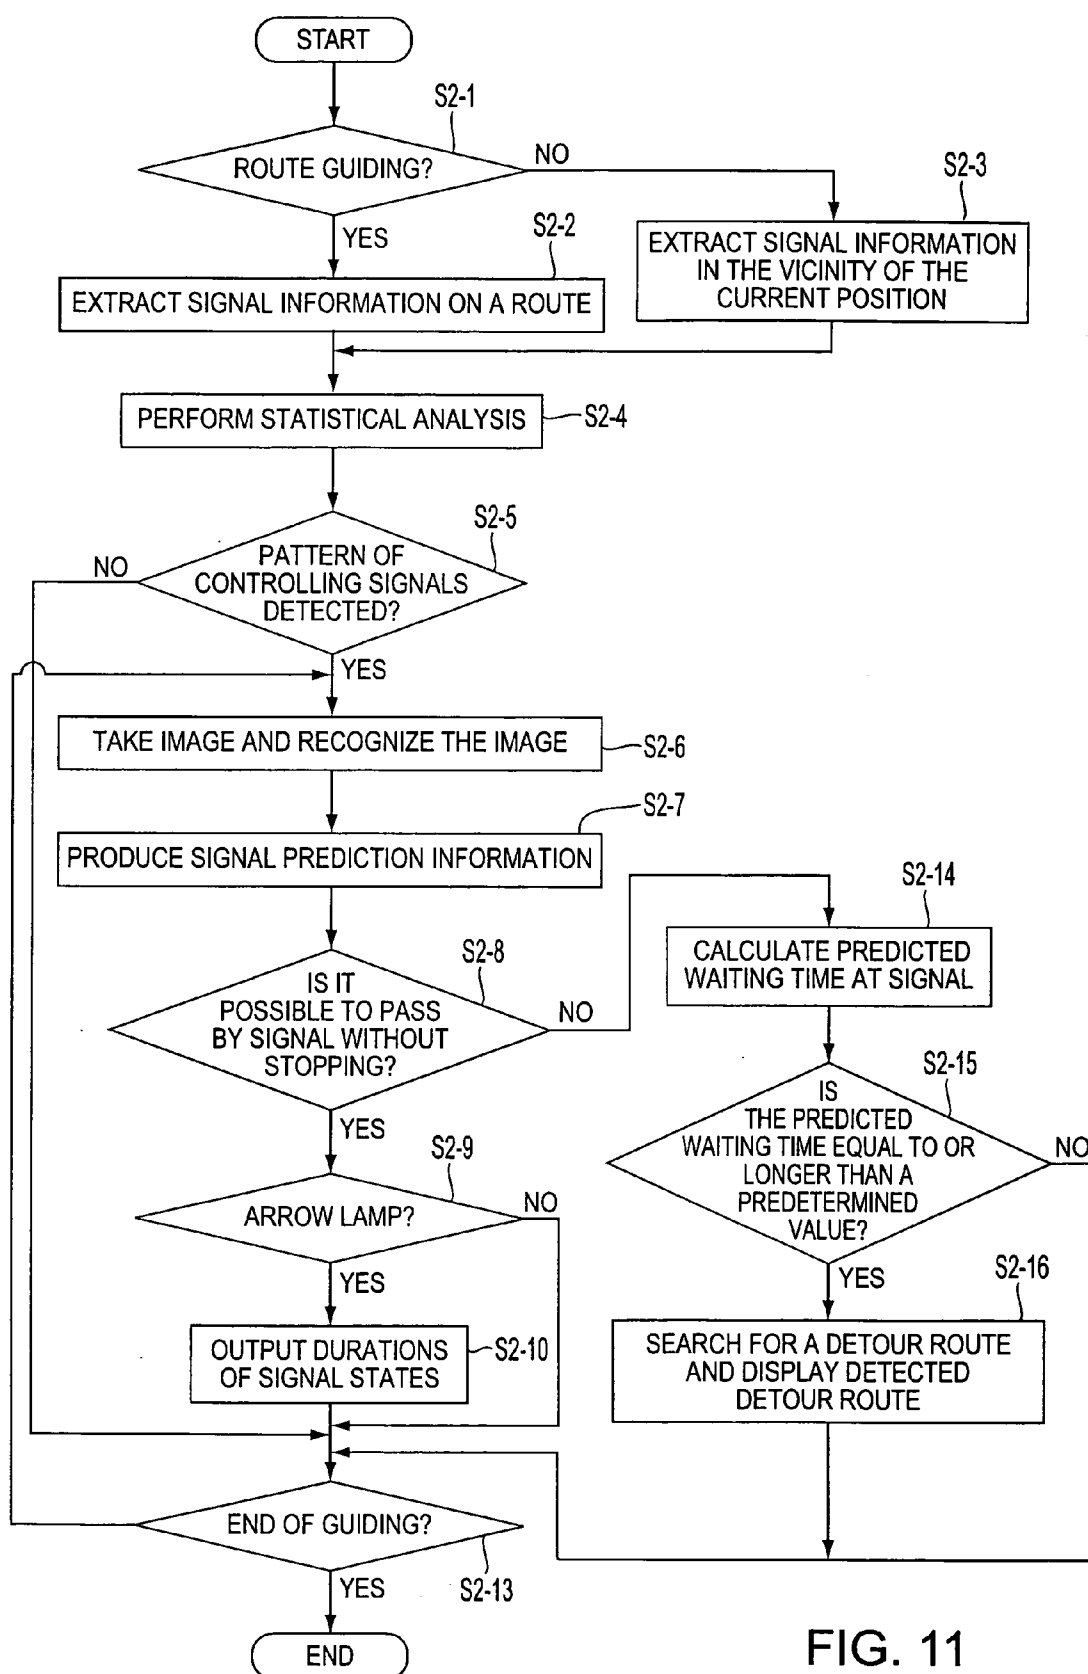 START
S2-1
ROUTE GUIDING?
NO
YES
S2-2
S2-3
EXTRACT SIGNAL INFORMATION ON A ROUTE
EXTRACT SIGNAL INFORMATION
IN THE VICINITY OF THE
CURRENT POSITION
PERFORM STATISTICAL ANALYSIS
S2-4
S2-5
PATTERN OF
CONTROLLING SIGNALS
DETECTED?
NO
YES
TAKE IMAGE AND RECOGNIZE THE IMAGE
S2-6
S2-7
PRODUCE SIGNAL PREDICTION INFORMATION
S2-8
IS IT
POSSIBLE TO PASS
BY SIGNAL WITHOUT
STOPPING?
NO
YES
S2-14
CALCULATE PREDICTED
WAITING TIME AT SIGNAL
S2-15
IS
THE PREDICTED
WAITING TIME EQUAL TO OR
LONGER THAN A
PREDETERMINED
VALUE?
NO
YES
S2-9
ARROW LAMP?
NO
YES
S2-10
OUTPUT DURATIONS
OF SIGNAL STATES
S2-16
SEARCH FOR A DETOUR ROUTE
AND DISPLAY DETECTED
DETOUR ROUTE
END OF GUIDING?
S2-13
YES
END
FIG. 11